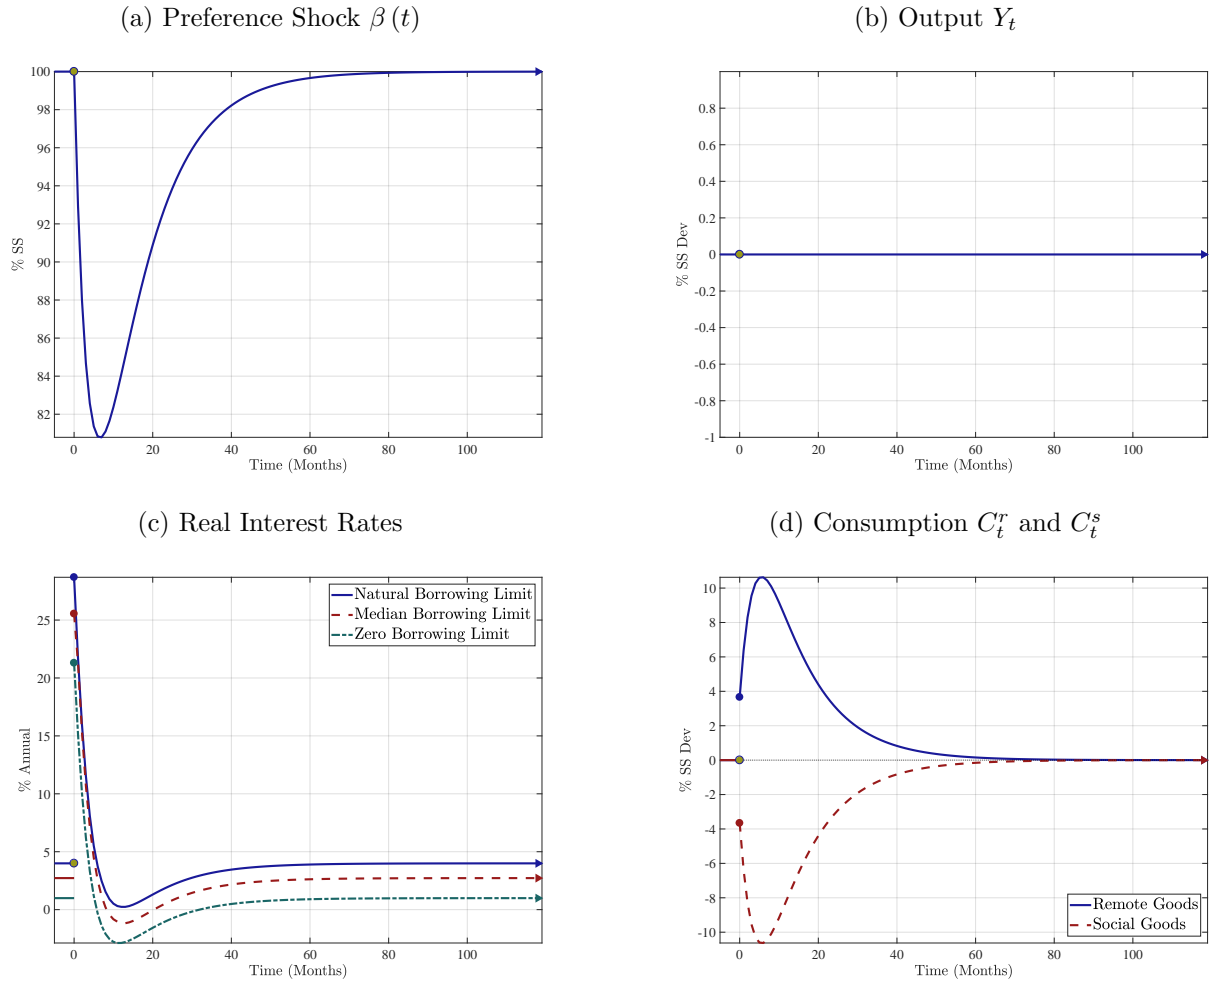 (a) Preference Shock β (t)
100
98
96
94
92
90
88
86
84
82
% SS
0 20 40 60 80 100
Time (Months)
(b) Output Y_t
0.8
0.6
0.4
0.2
0
-0.2
-0.4
-0.6
-0.8
-1
% SS Dev
0 20 40 60 80 100
Time (Months)
(c) Real Interest Rates
25
20
15
10
5
0
% Annual
Natural Borrowing Limit
Median Borrowing Limit
Zero Borrowing Limit
0 20 40 60 80 100
Time (Months)
(d) Consumption C_t^r and C_t^s
10
8
6
4
2
0
-2
-4
-6
-8
-10
% SS Dev
Remote Goods
Social Goods
0 20 40 60 80 100
Time (Months)